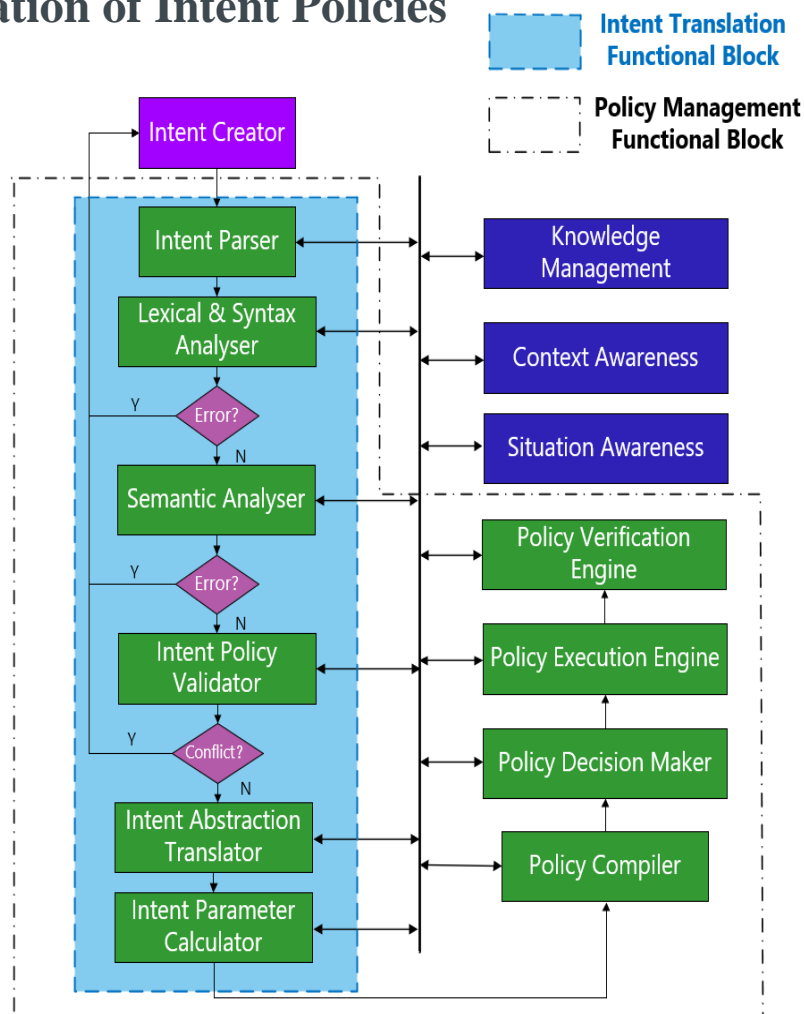 ation of Intent Policies
Intent Translation
Functional Block
Policy Management
Functional Block
Intent Creator
Intent Parser
Knowledge
Management
Lexical & Syntax
Analyser
Context Awareness
Y
Error?
N
Situation Awareness
Semantic Analyser
Policy Verification
Engine
Y
Error?
N
Intent Policy
Validator
Policy Execution Engine
Y
Conflict?
N
Policy Decision Maker
Intent Abstraction
Translator
Policy Compiler
Intent Parameter
Calculator